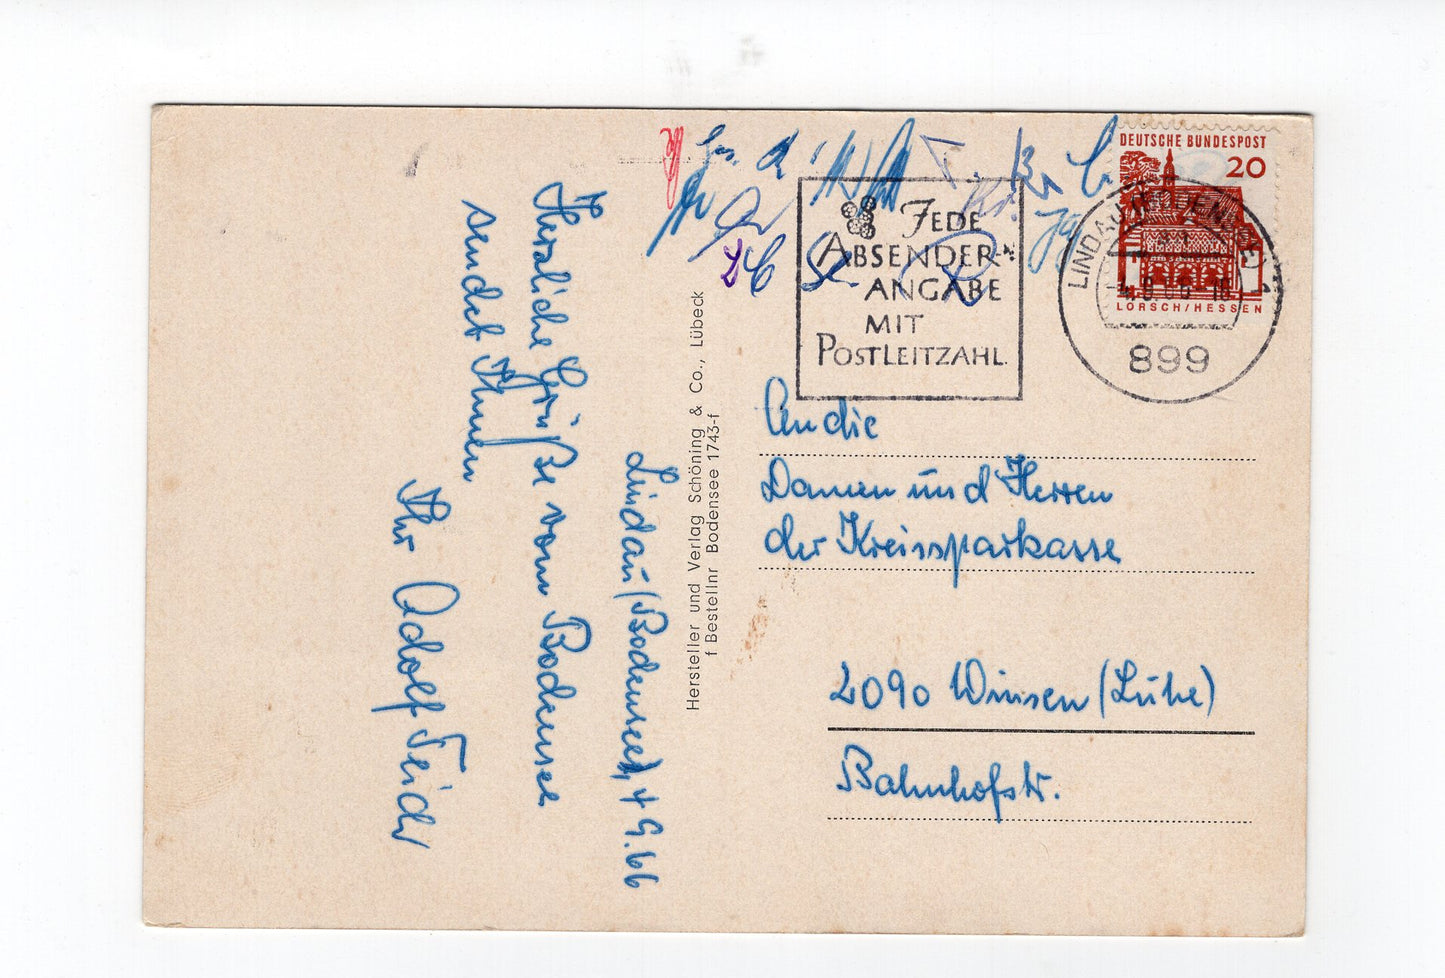 Lindau/Bodensee, 4.9.66
Herzliche Grüße vom Bodensee
sendet Ihnen
Ihr Adolf
Hersteller und Verlag Schöning & Co., Lübeck
f Bestellnr Bodensee 1743-f
JEDE
ABSENDER-
ANGABE
MIT
POSTLEITZAHL
DEUTSCHE BUNDESPOST
20
LORSCH/HESSEN
LINDAU (BODENSEE) 1
899
An die
Damen und Herren
der Kreissparkasse
2090 Winsen (Luhe)
Bahnhofstr.